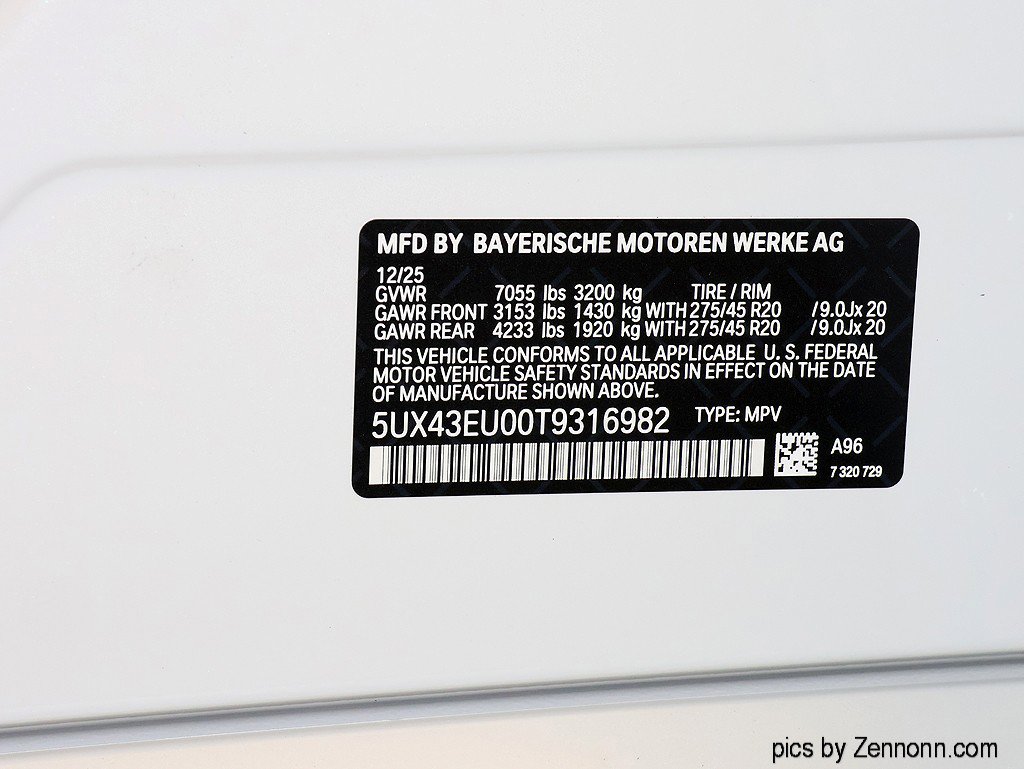 MFD BY BAYERISCHE MOTOREN WERKE AG
12/25
GVWR 7055 lbs 3200 kg TIRE / RIM
GAWR FRONT 3153 lbs 1430 kg WITH 275/45 R20 /9.0Jx 20
GAWR REAR 4233 lbs 1920 kg WITH 275/45 R20 /9.0Jx 20
THIS VEHICLE CONFORMS TO ALL APPLICABLE U. S. FEDERAL
MOTOR VEHICLE SAFETY STANDARDS IN EFFECT ON THE DATE
OF MANUFACTURE SHOWN ABOVE.
5UX43EU00T9316982 TYPE: MPV
A96
7 320 729
pics by Zennonn.com